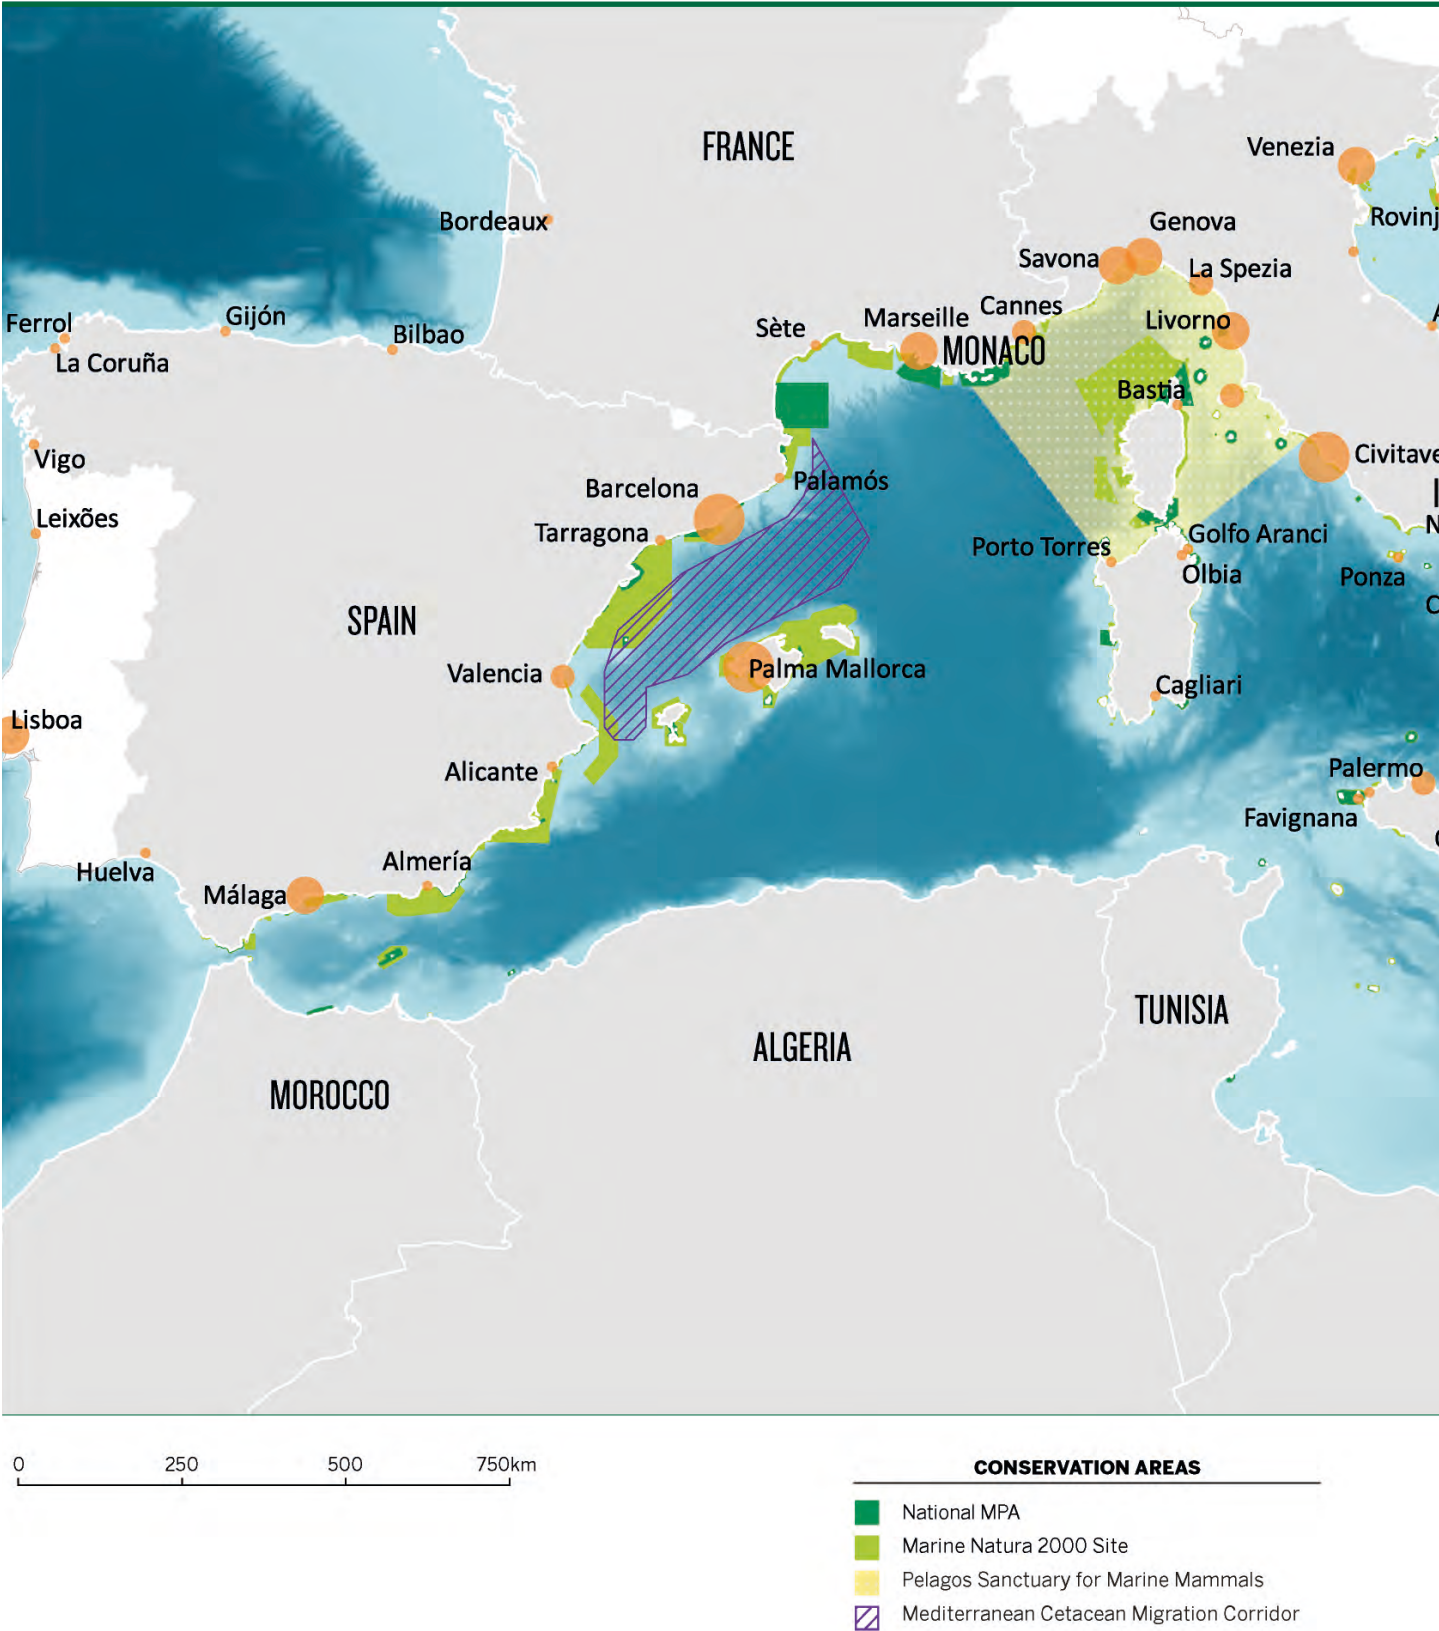 FRANCE
Venezia
Bordeaux
Rovinj
Genova
Savona
La Spezia
Cannes
Ferrol
Gijón
Sète
Marseille
Livorno
Bilbao
MONACO
La Coruña
Bastia
Vigo
Civitave
Palamós
Barcelona
Leixões
Tarragona
Golfo Aranci
Porto Torres
Olbia
Ponza
SPAIN
Valencia
Palma Mallorca
Cagliari
Lisboa
Alicante
Palermo
Favignana
Almería
Huelva
Málaga
TUNISIA
ALGERIA
MOROCCO
0 250 500 750km
CONSERVATION AREAS
National MPA
Marine Natura 2000 Site
Pelagos Sanctuary for Marine Mammals
Mediterranean Cetacean Migration Corridor